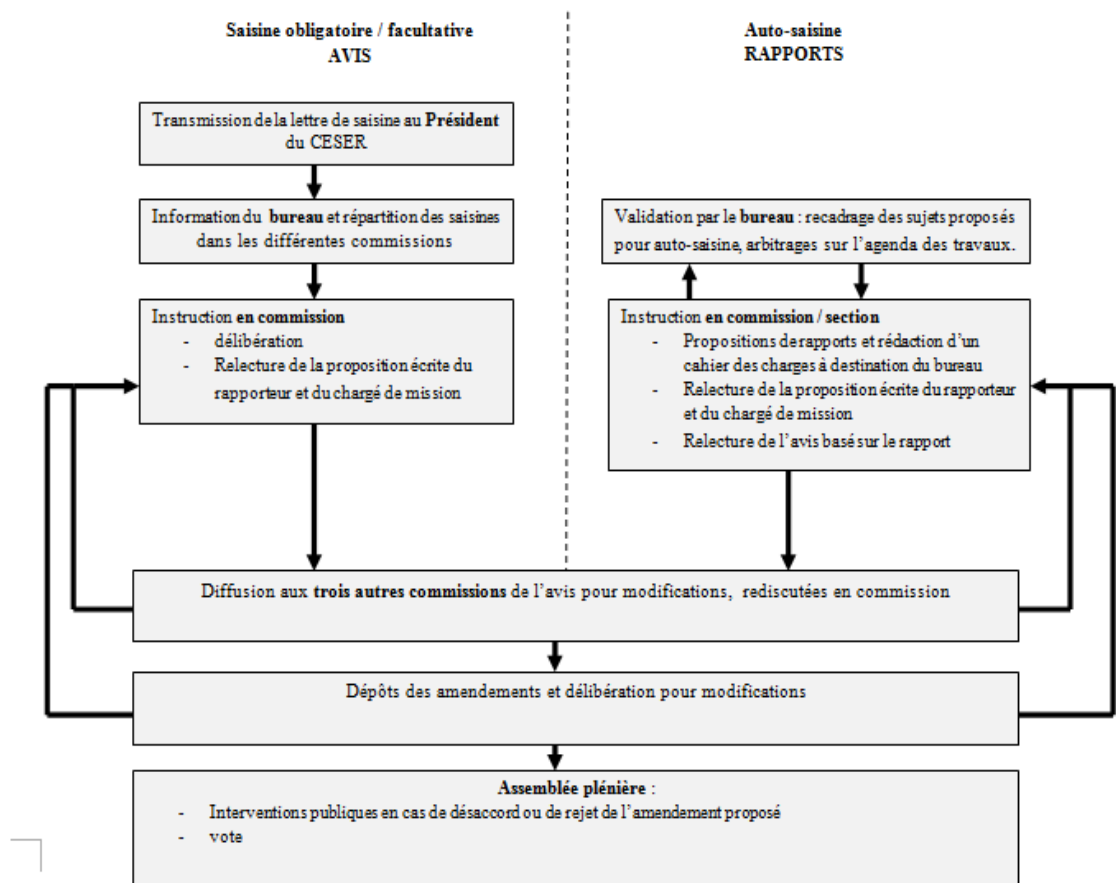 Saisine obligatoire / facultative
AVIS
Auto-saisine
RAPPORTS
Transmission de la lettre de saisine au Président
du CESER
Information du bureau et répartition des saisines
dans les différentes commissions
Validation par le bureau : recadrage des sujets proposés
pour auto-saisine, arbitrages sur l'agenda des travaux.
Instruction en commission
- délibération
- Relecture de la proposition écrite du
rapporteur et du chargé de mission
Instruction en commission / section
- Propositions de rapports et rédaction d'un
cahier des charges à destination du bureau
- Relecture de la proposition écrite du rapporteur
et du chargé de mission
- Relecture de l'avis basé sur le rapport
Diffusion aux trois autres commissions de l'avis pour modifications, rediscutées en commission
Dépôts des amendements et délibération pour modifications
Assemblée plénière :
- Interventions publiques en cas de désaccord ou de rejet de l'amendement proposé
- vote